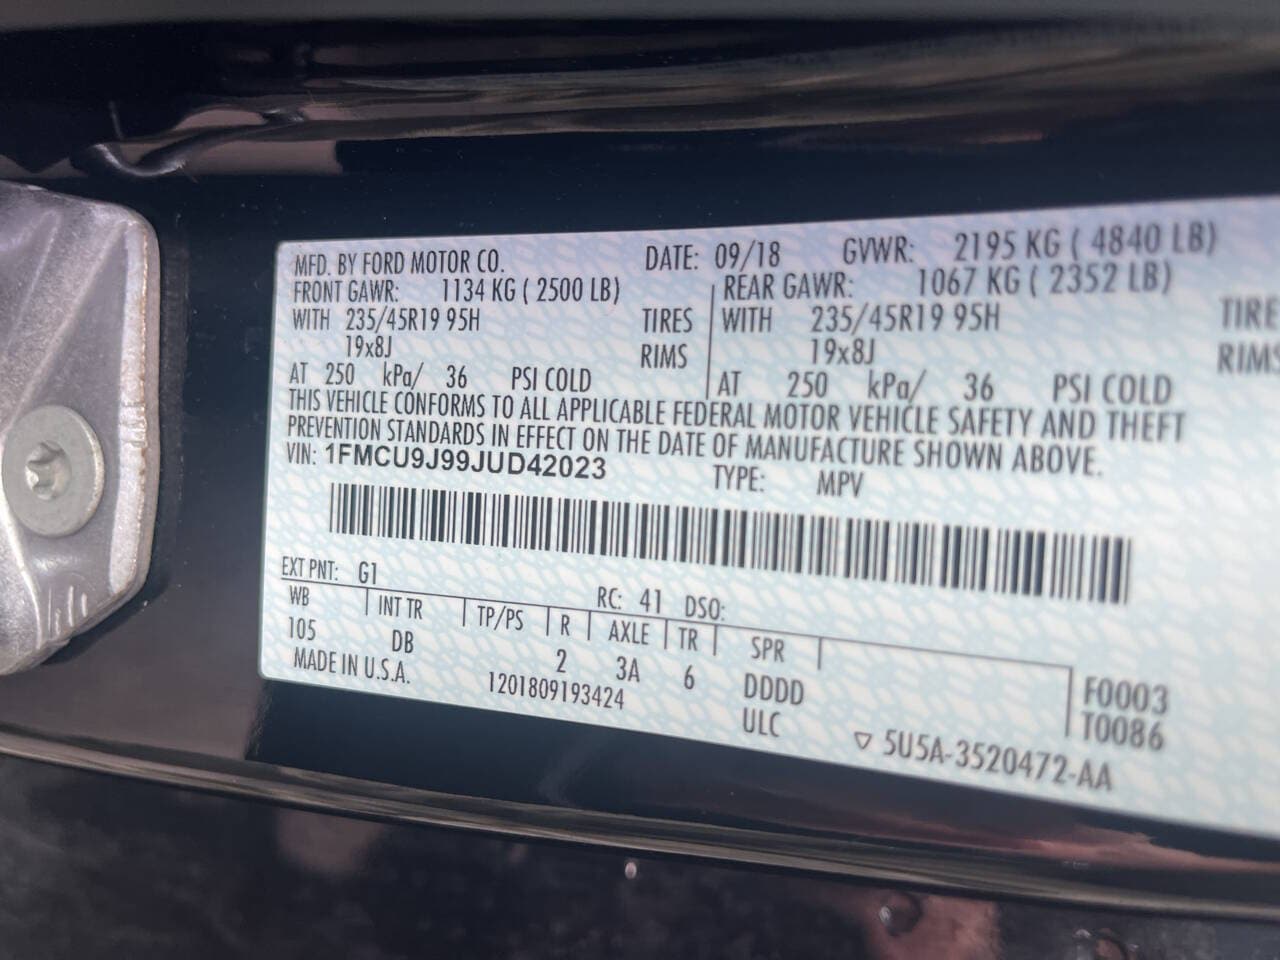 MFD. BY FORD MOTOR CO. DATE: 09/18 GVWR: 2195 KG ( 4840 LB)
FRONT GAWR: 1134 KG ( 2500 LB) REAR GAWR: 1067 KG ( 2352 LB)
WITH 235/45R19 95H TIRES WITH 235/45R19 95H TIRE
19x8J RIMS 19x8J RIMS
AT 250 kPa/ 36 PSI COLD AT 250 kPa/ 36 PSI COLD
THIS VEHICLE CONFORMS TO ALL APPLICABLE FEDERAL MOTOR VEHICLE SAFETY AND THEFT
PREVENTION STANDARDS IN EFFECT ON THE DATE OF MANUFACTURE SHOWN ABOVE.
VIN: 1FMCU9J99JUD42023 TYPE: MPV
EXT PNT: G1 RC: 41 DSO:
WB INT TR TP/PS R AXLE TR SPR
105 DB 2 3A 6 DDDD F0003
MADE IN U.S.A. 1201809193424 ULC T0086
▽ 5U5A-3520472-AA